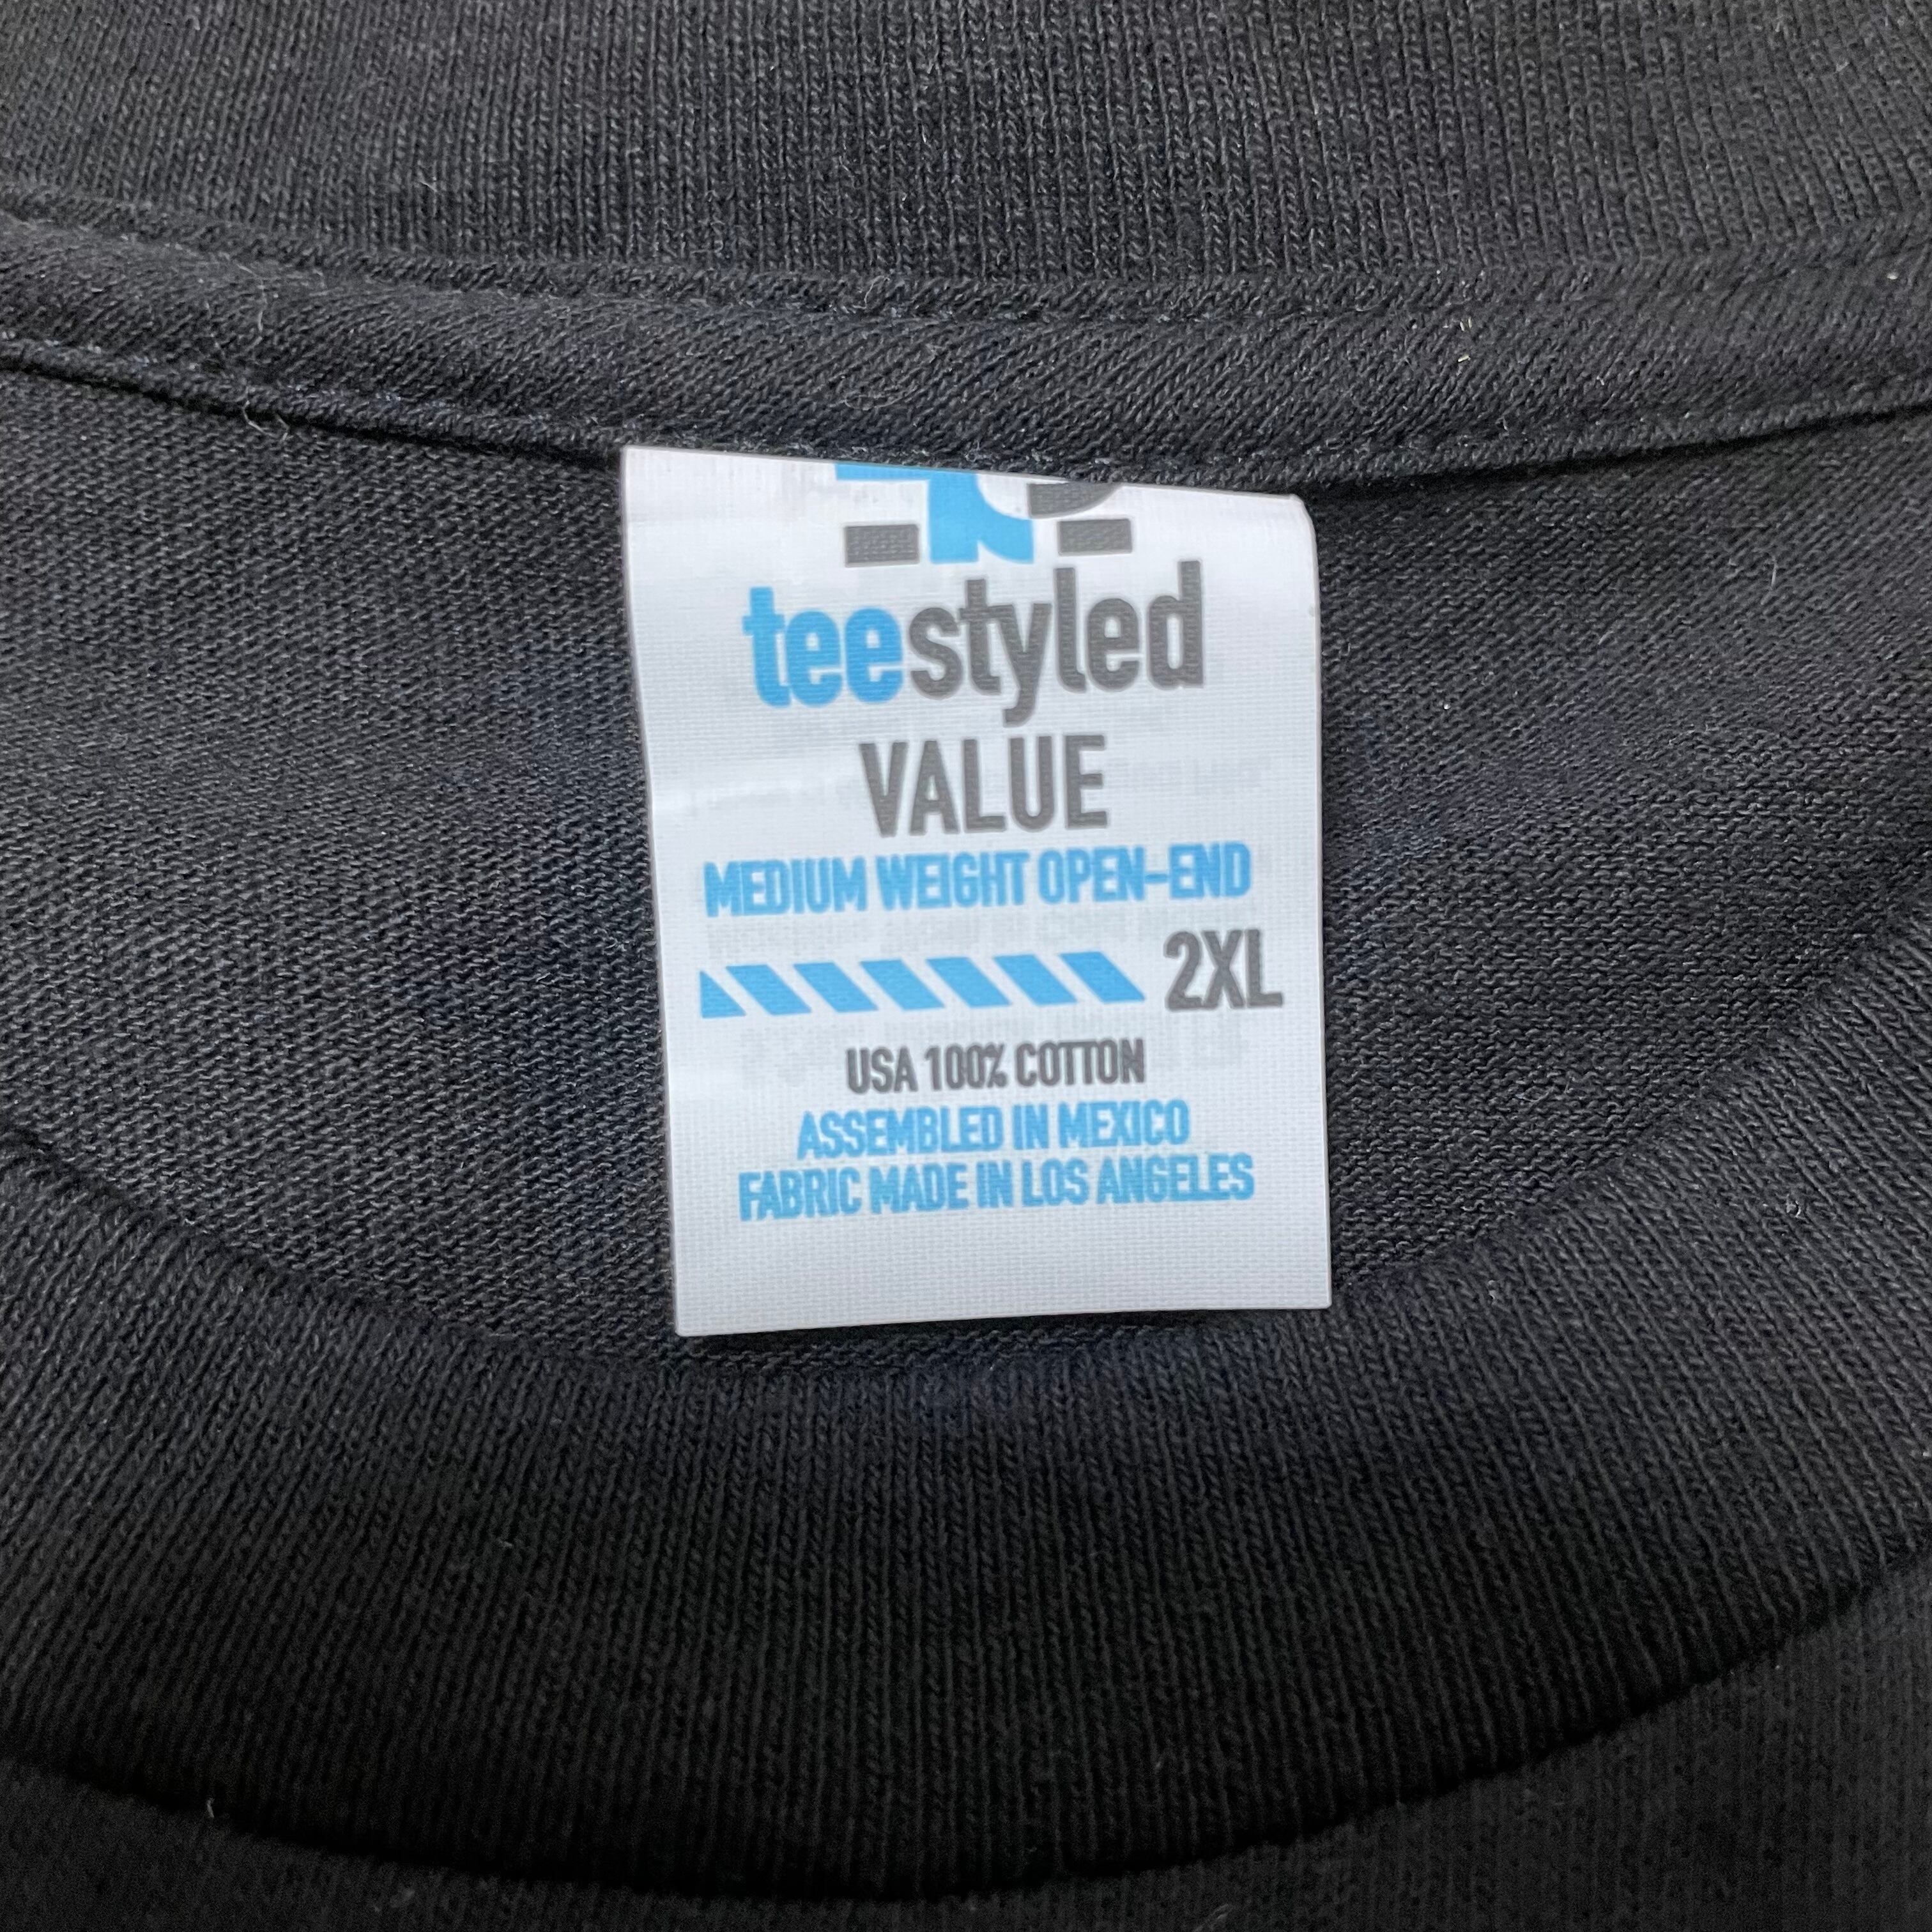 teestyled
VALUE
MEDIUM WEIGHT OPEN-END
2XL
USA 100% COTTON
ASSEMBLED IN MEXICO
FABRIC MADE IN LOS ANGELES